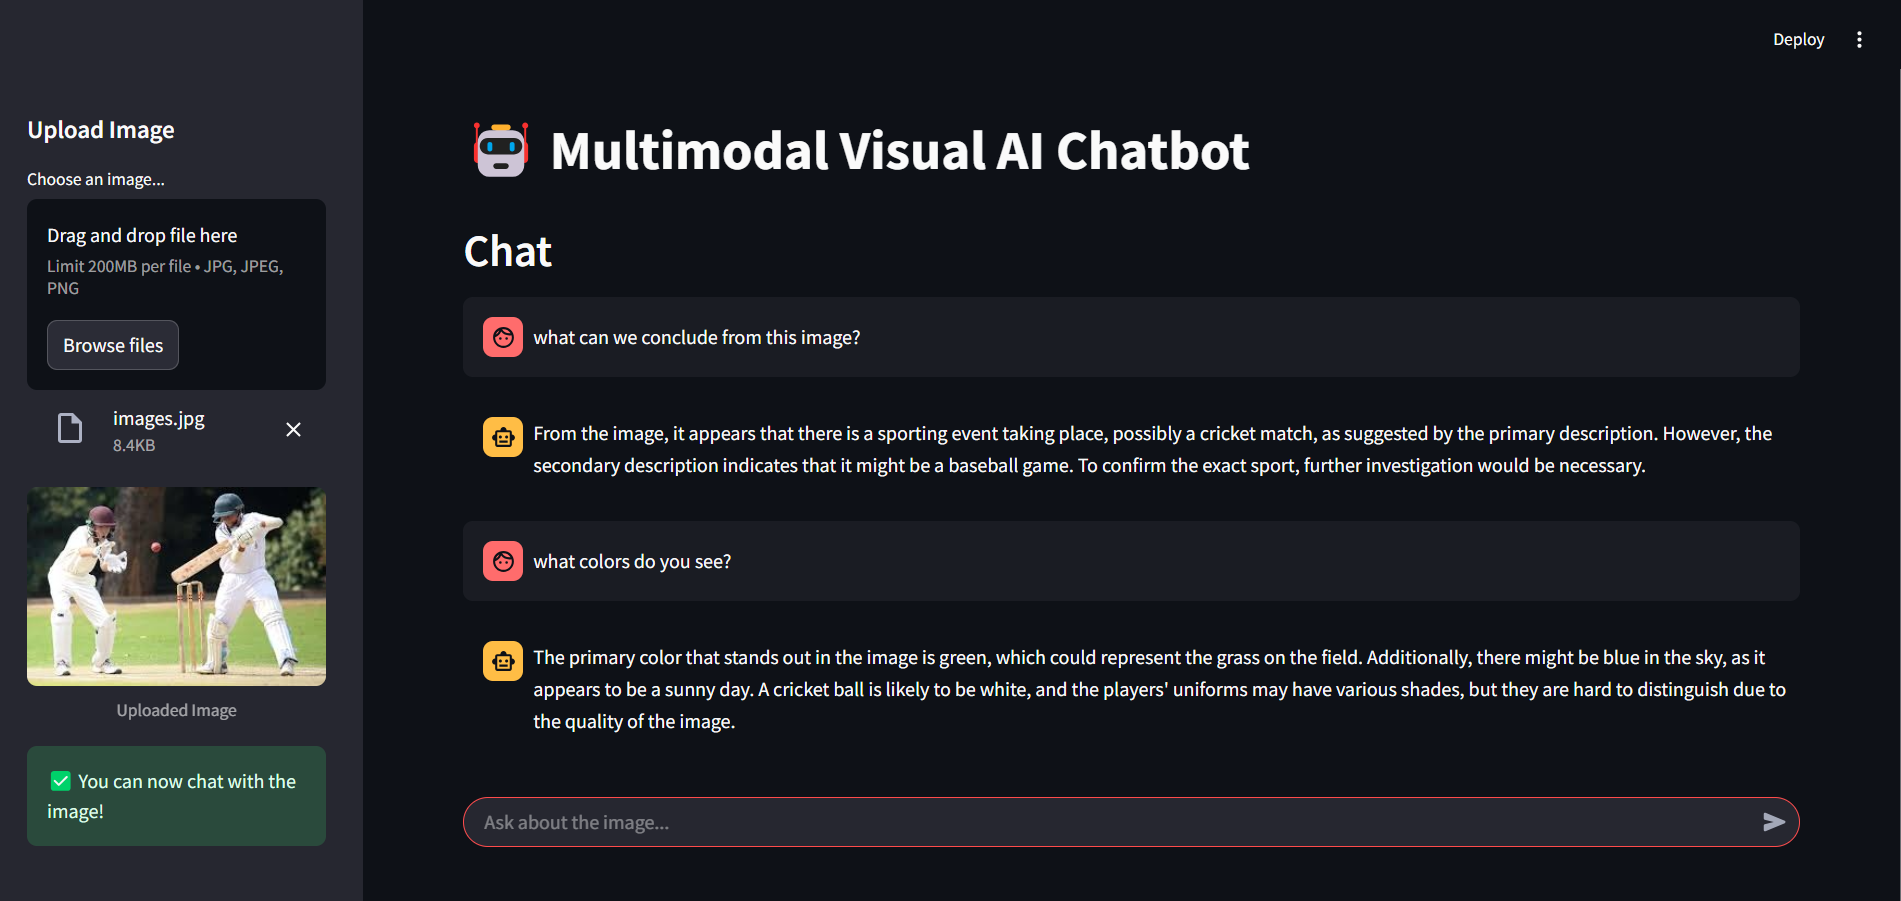 Deploy
Upload Image
Choose an image...
Drag and drop file here
Limit 200MB per file • JPG, JPEG,
PNG
Browse files
images.jpg
8.4KB
Uploaded Image
You can now chat with the
image!
Multimodal Visual AI Chatbot
Chat
what can we conclude from this image?
From the image, it appears that there is a sporting event taking place, possibly a cricket match, as suggested by the primary description. However, the
secondary description indicates that it might be a baseball game. To confirm the exact sport, further investigation would be necessary.
what colors do you see?
The primary color that stands out in the image is green, which could represent the grass on the field. Additionally, there might be blue in the sky, as it
appears to be a sunny day. A cricket ball is likely to be white, and the players' uniforms may have various shades, but they are hard to distinguish due to
the quality of the image.
Ask about the image...